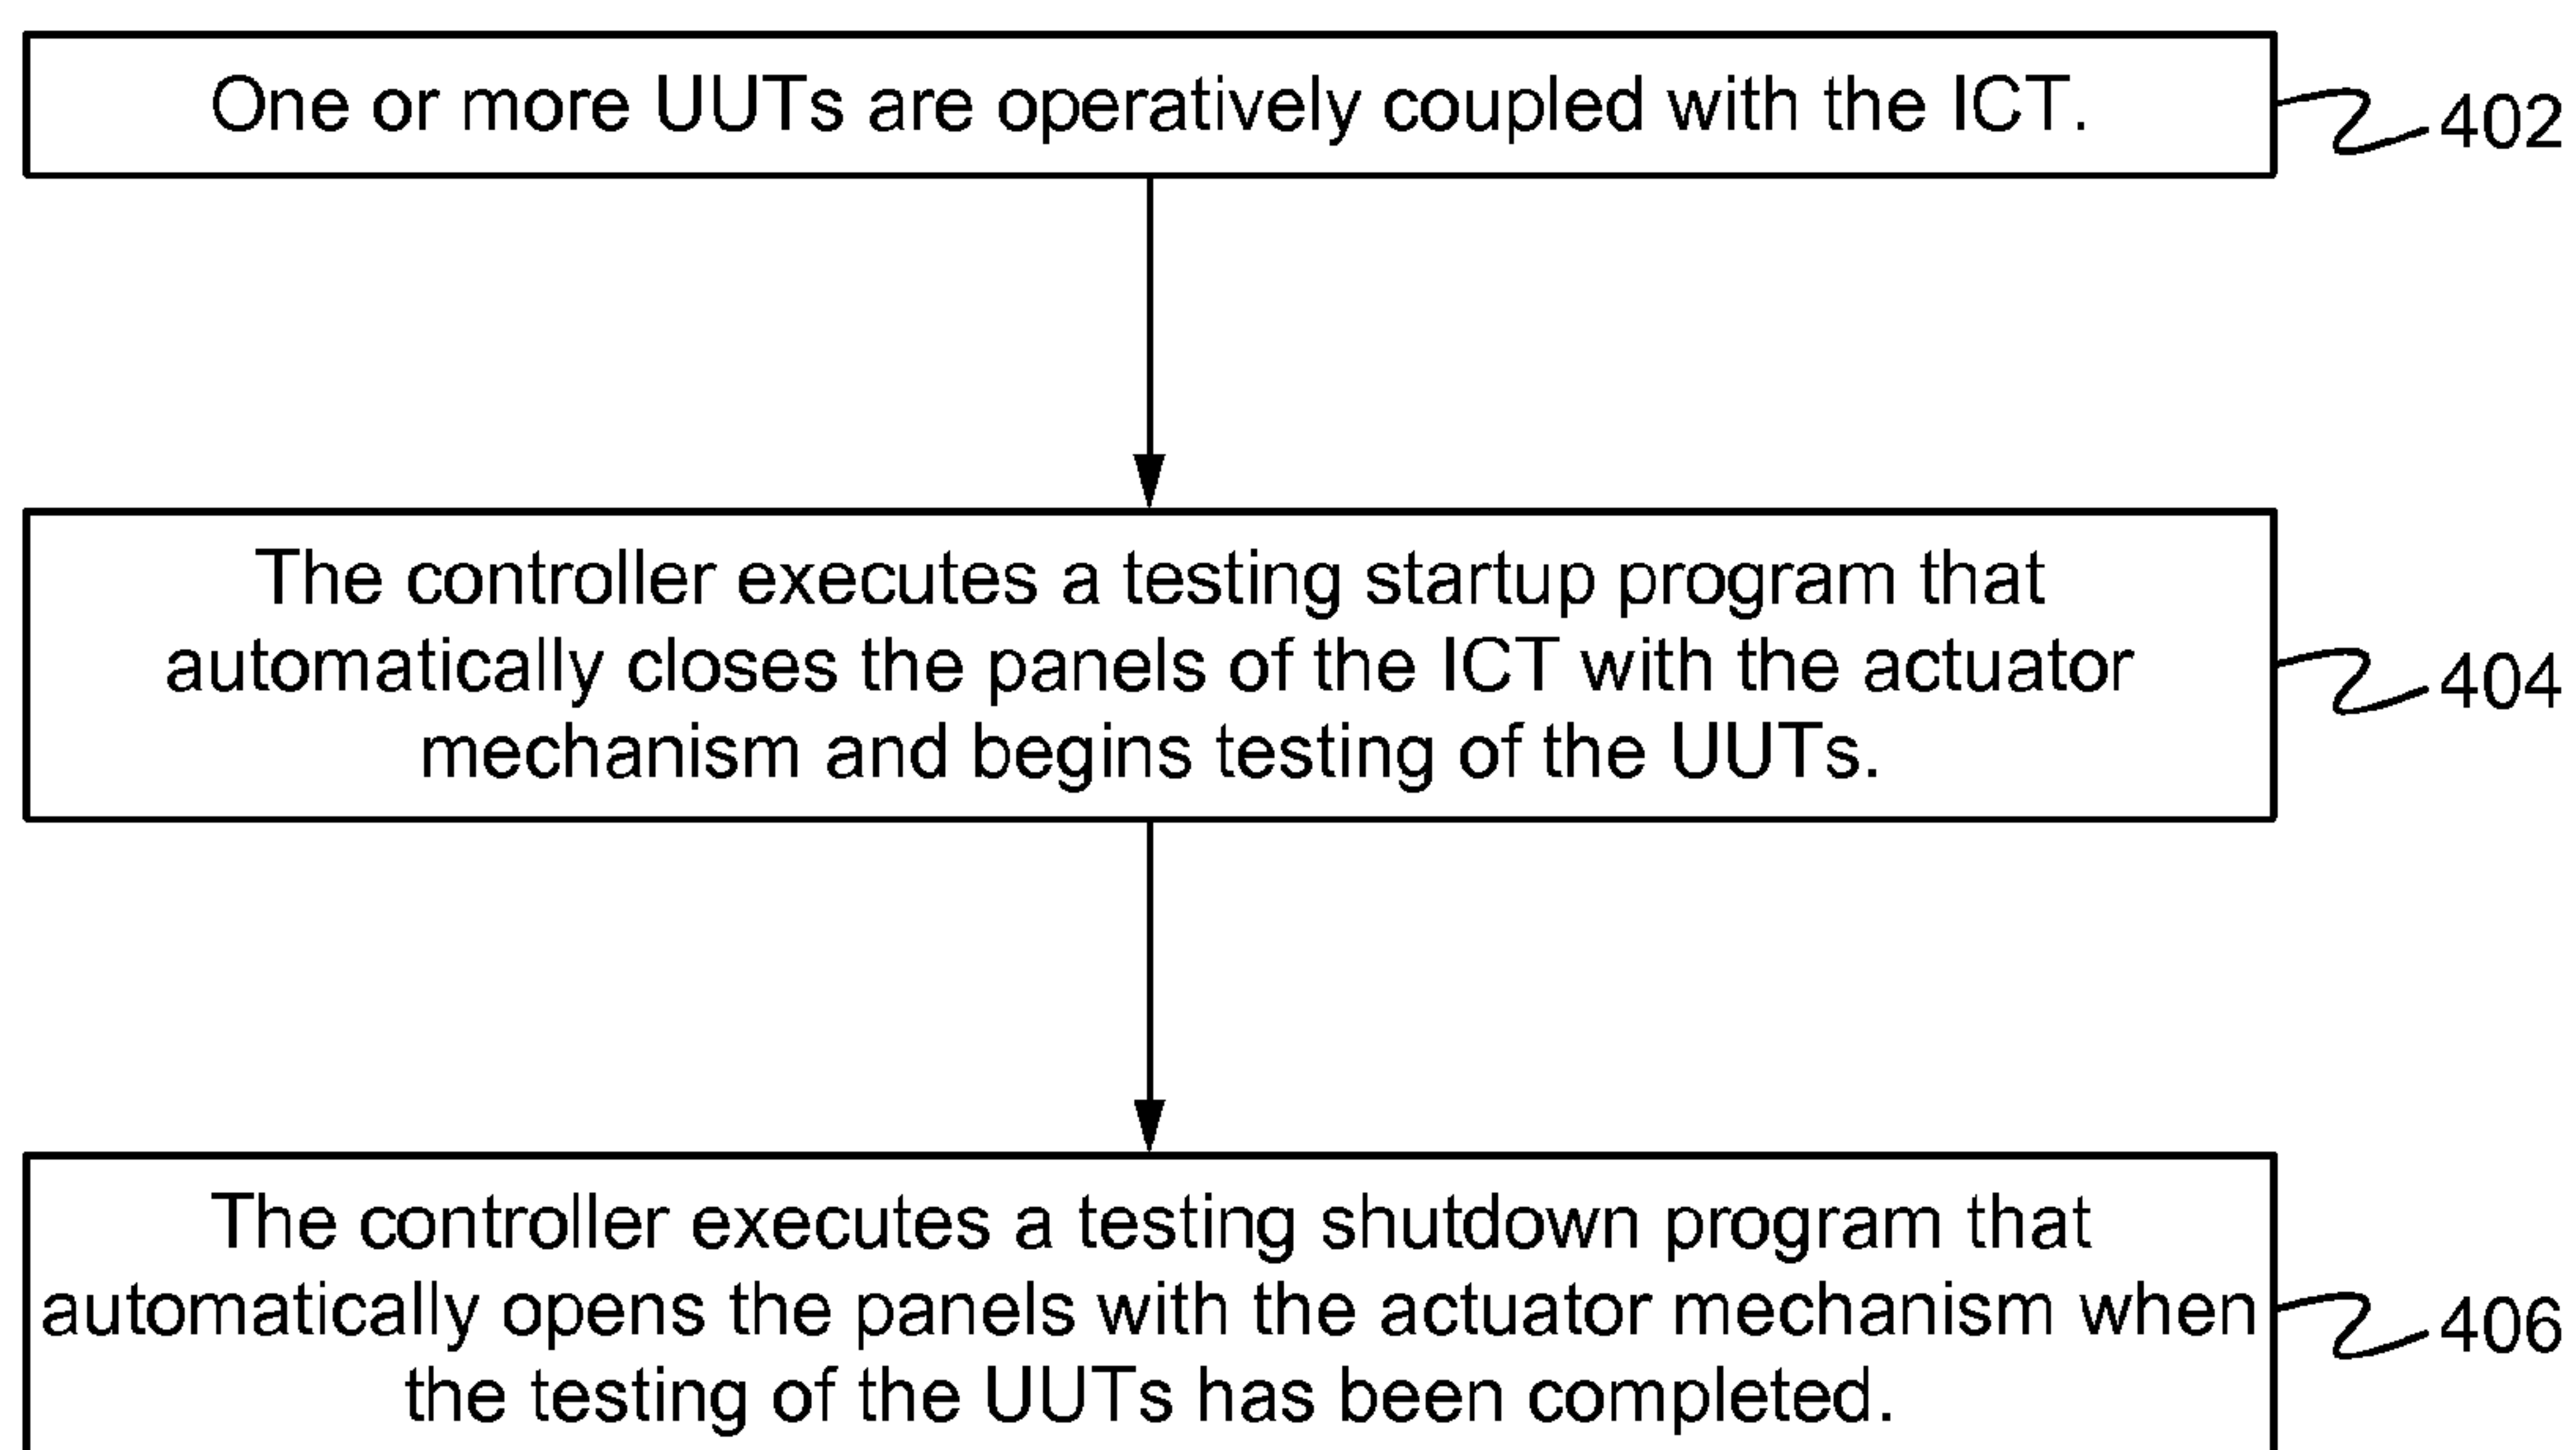 One or more UUTs are operatively coupled with the ICT.
402
The controller executes a testing startup program that
automatically closes the panels of the ICT with the actuator
mechanism and begins testing of the UUTs.
404
The controller executes a testing shutdown program that
automatically opens the panels with the actuator mechanism when
the testing of the UUTs has been completed.
406